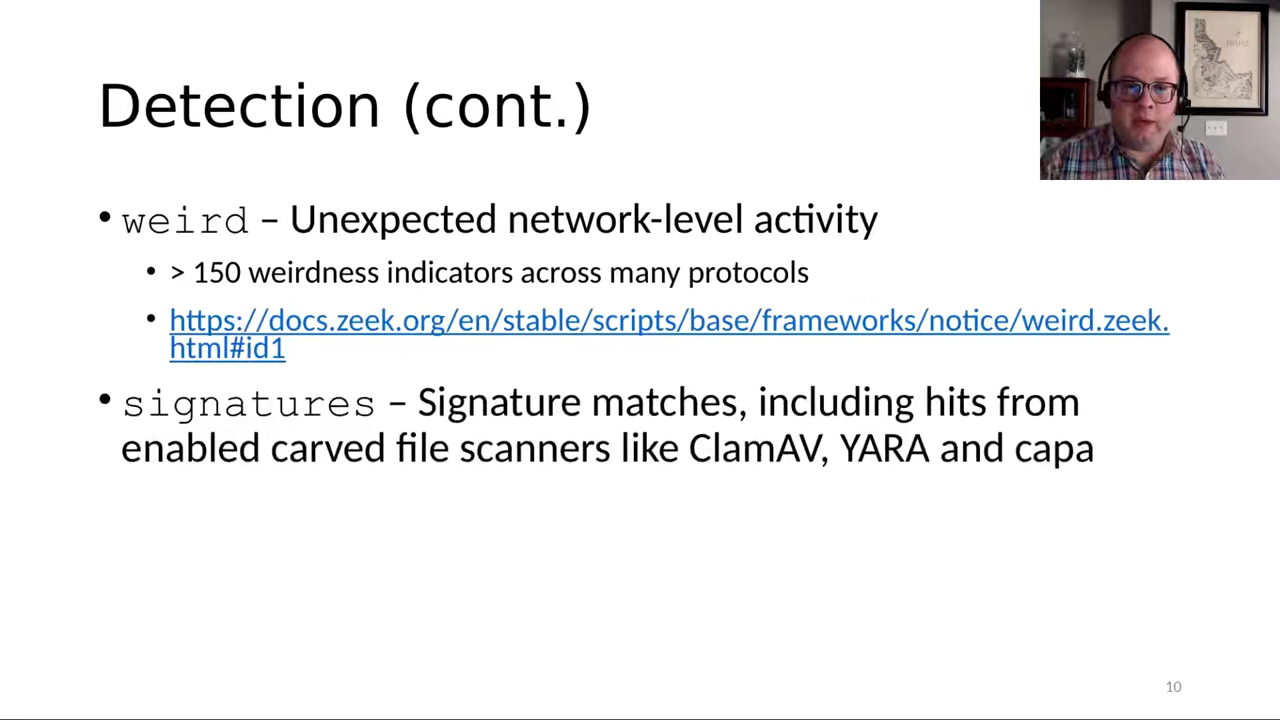 Detection (cont.)
• weird – Unexpected network-level activity
• > 150 weirdness indicators across many protocols
• https://docs.zeek.org/en/stable/scripts/base/frameworks/notice/weird.zeek.
html#id1
• signatures – Signature matches, including hits from
enabled carved file scanners like ClamAV, YARA and capa
10